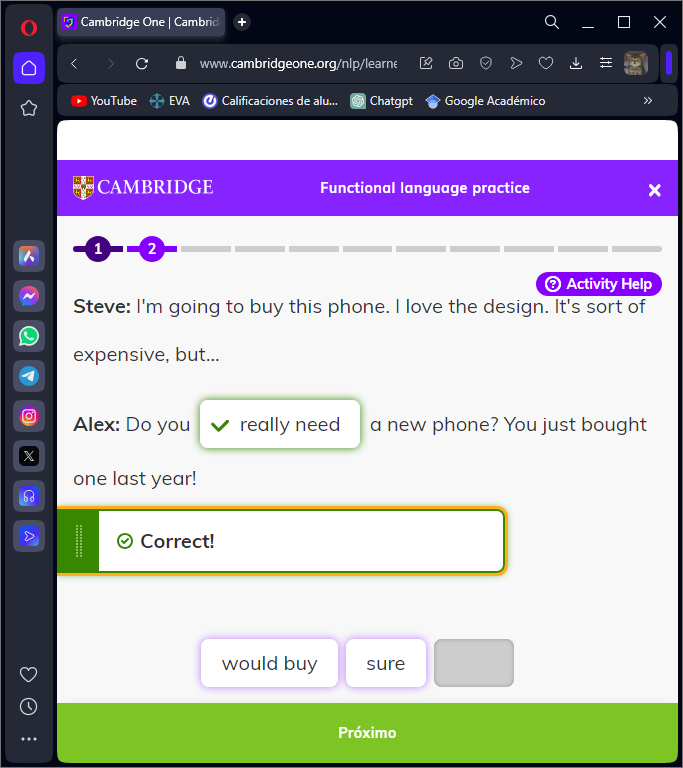 Cambridge One | Cambrid
www.cambridgeone.org/nlp/learne
YouTube EVA Calificaciones de alu... Chatgpt Google Académico »
CAMBRIDGE Functional language practice
1 2
Activity Help
Steve: I'm going to buy this phone. I love the design. It's sort of
expensive, but...
Alex: Do you really need a new phone? You just bought
one last year!
Correct!
would buy sure
Próximo